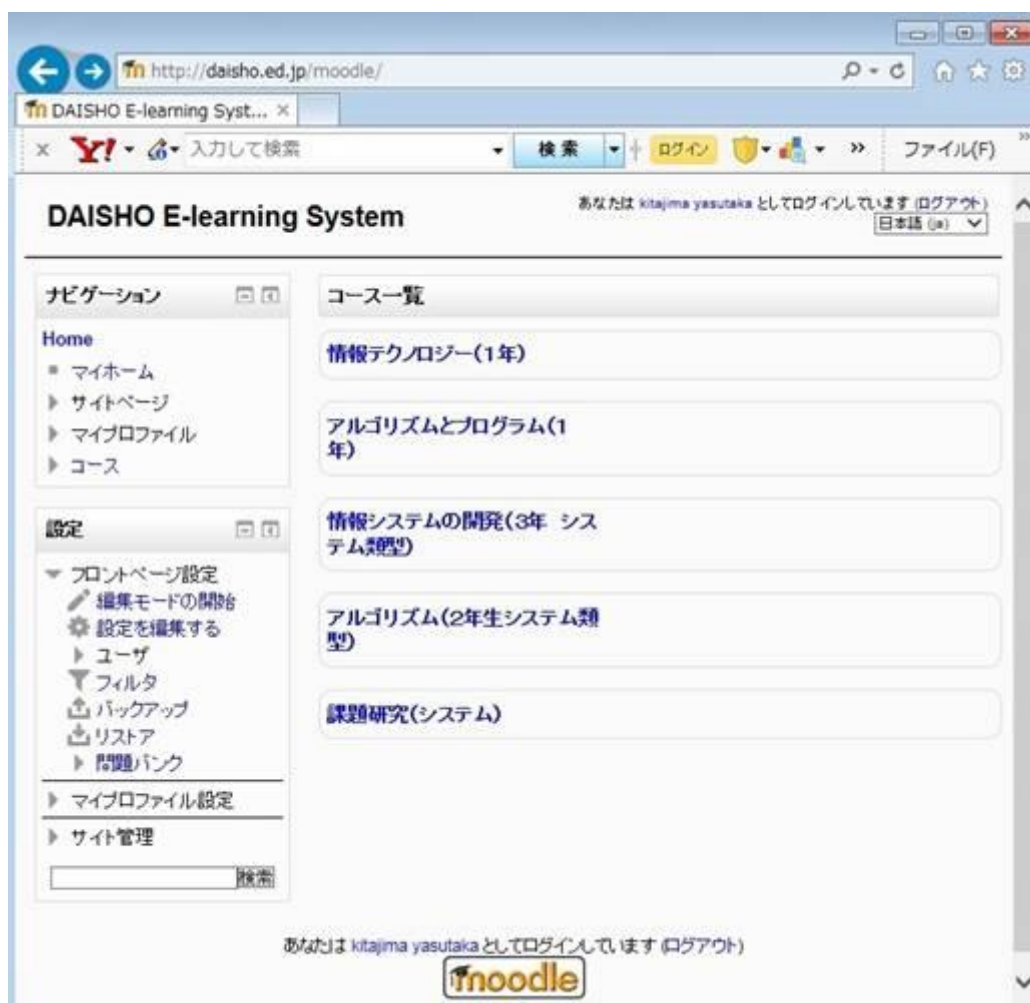 http://daisho.ed.jp/moodle/
DAISHO E-learning Syst...
Y!
入力して検索
検索
ログイン
ファイル(F)
DAISHO E-learning System
あなたは kitajima yasutaka としてログインしています (ログアウト)
日本語 (ja)
ナビゲーション
Home
マイホーム
サイトページ
マイプロファイル
コース
設定
フロントページ設定
編集モードの開始
設定を編集する
ユーザ
フィルタ
バックアップ
リストア
問題バンク
マイプロファイル設定
サイト管理
検索
コース一覧
情報テクノロジー(1年)
アルゴリズムとプログラム(1
年)
情報システムの開発(3年 シス
テム類型)
アルゴリズム(2年生システム類
型)
課題研究(システム)
あなたは kitajima yasutaka としてログインしています (ログアウト)
moodle